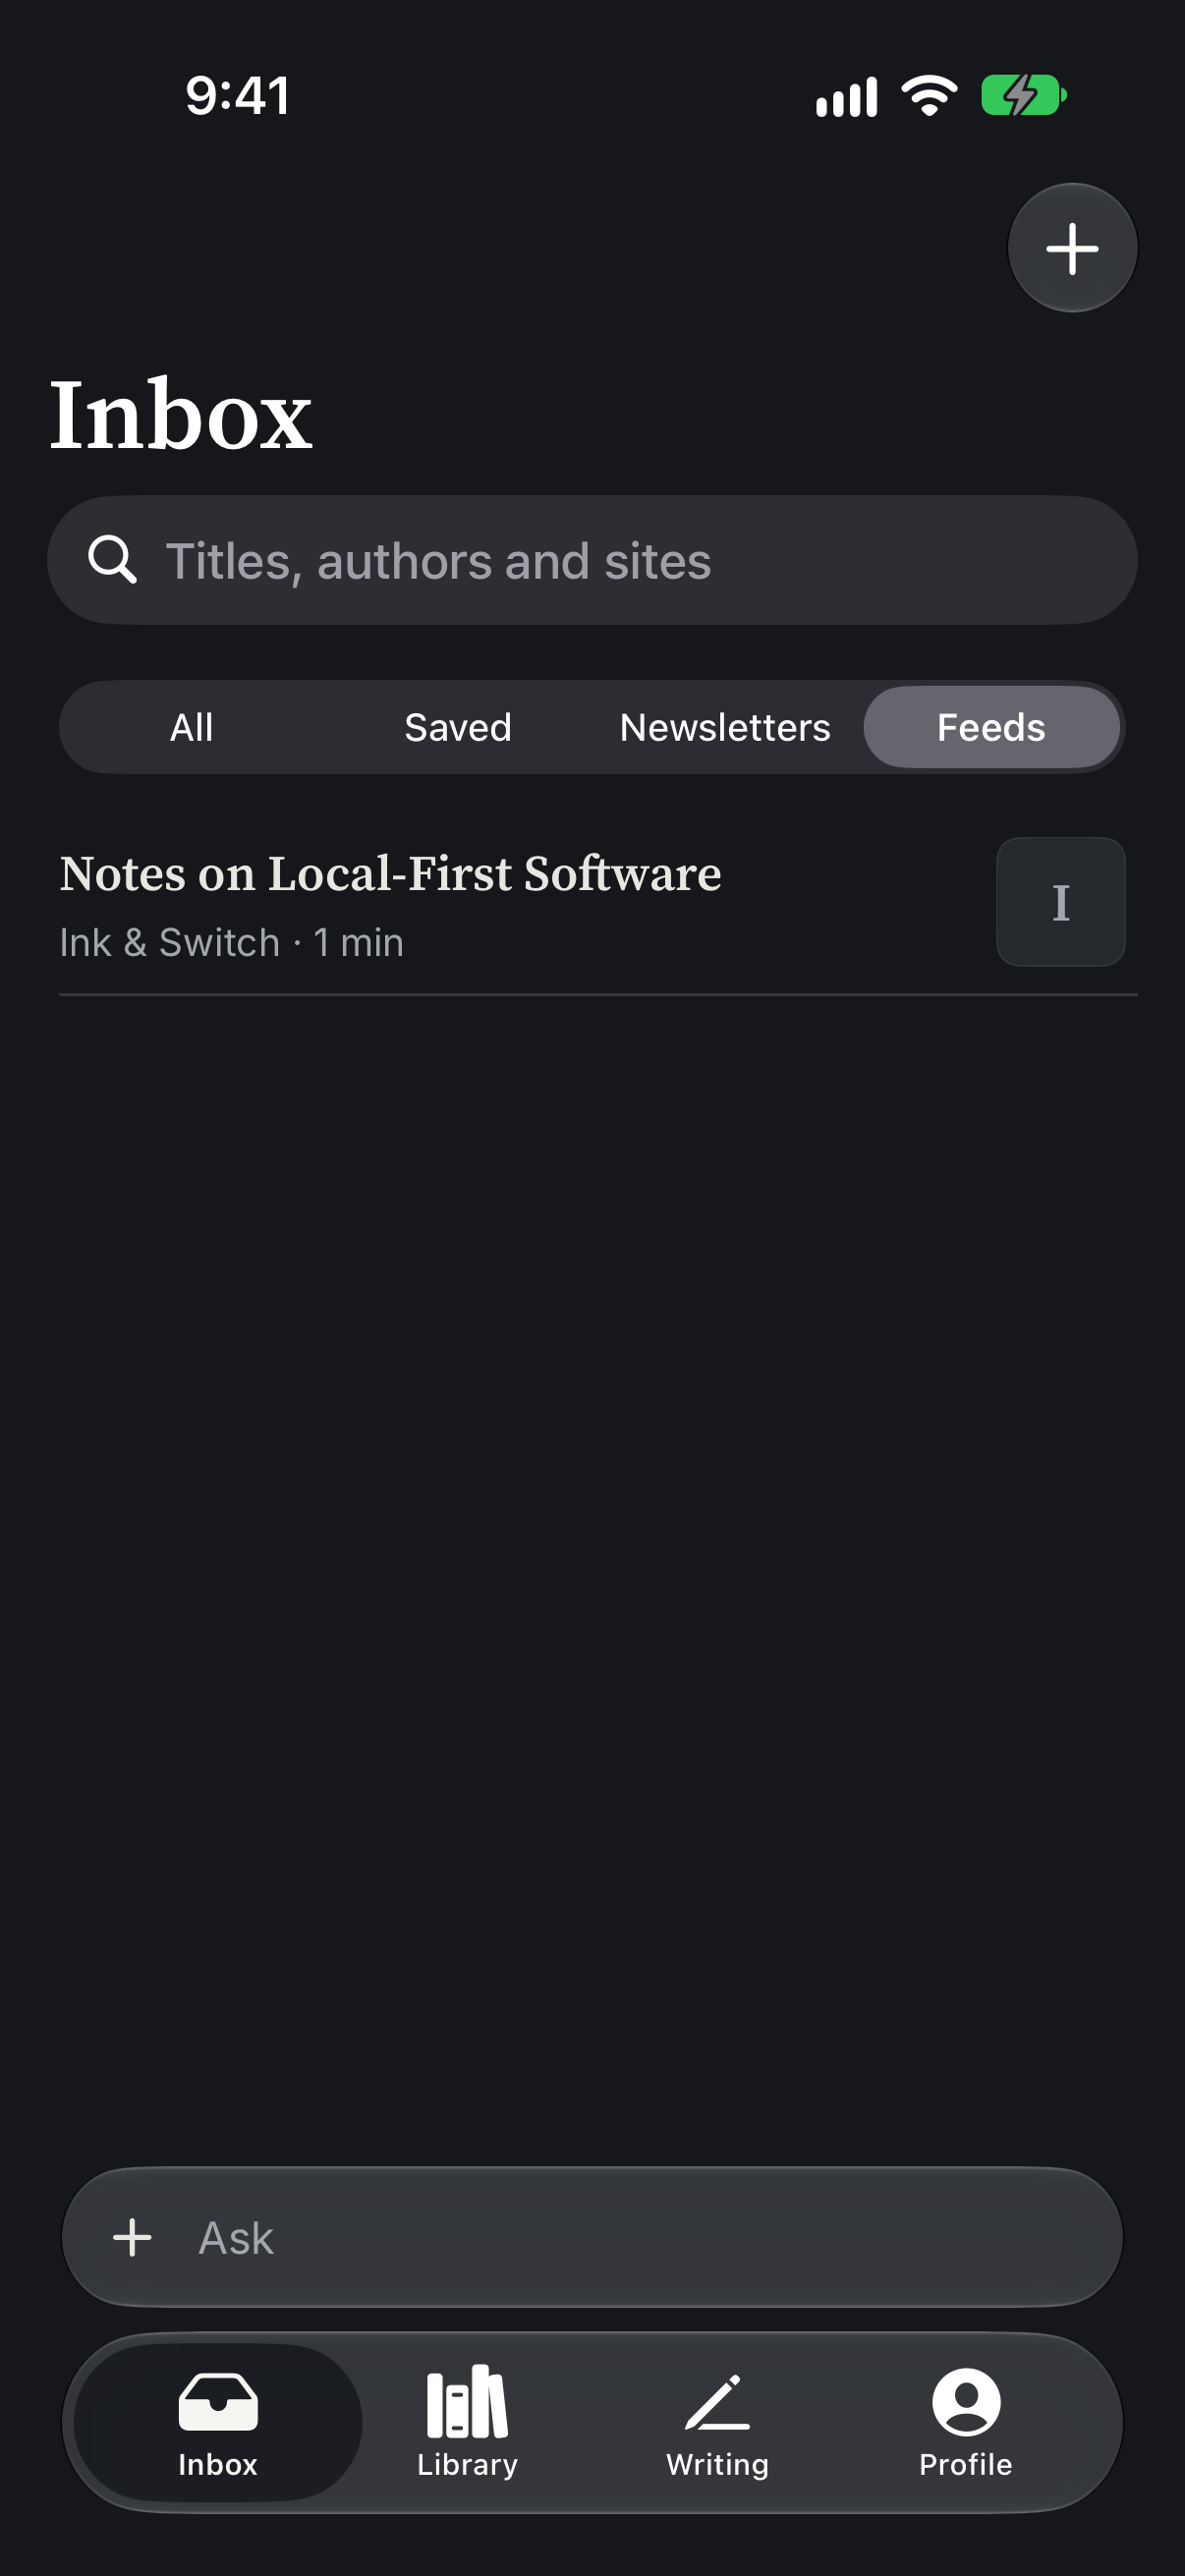 9:41
Inbox
Titles, authors and sites
All Saved Newsletters Feeds
Notes on Local-First Software
I
Ink & Switch · 1 min
Ask
Inbox Library Writing Profile